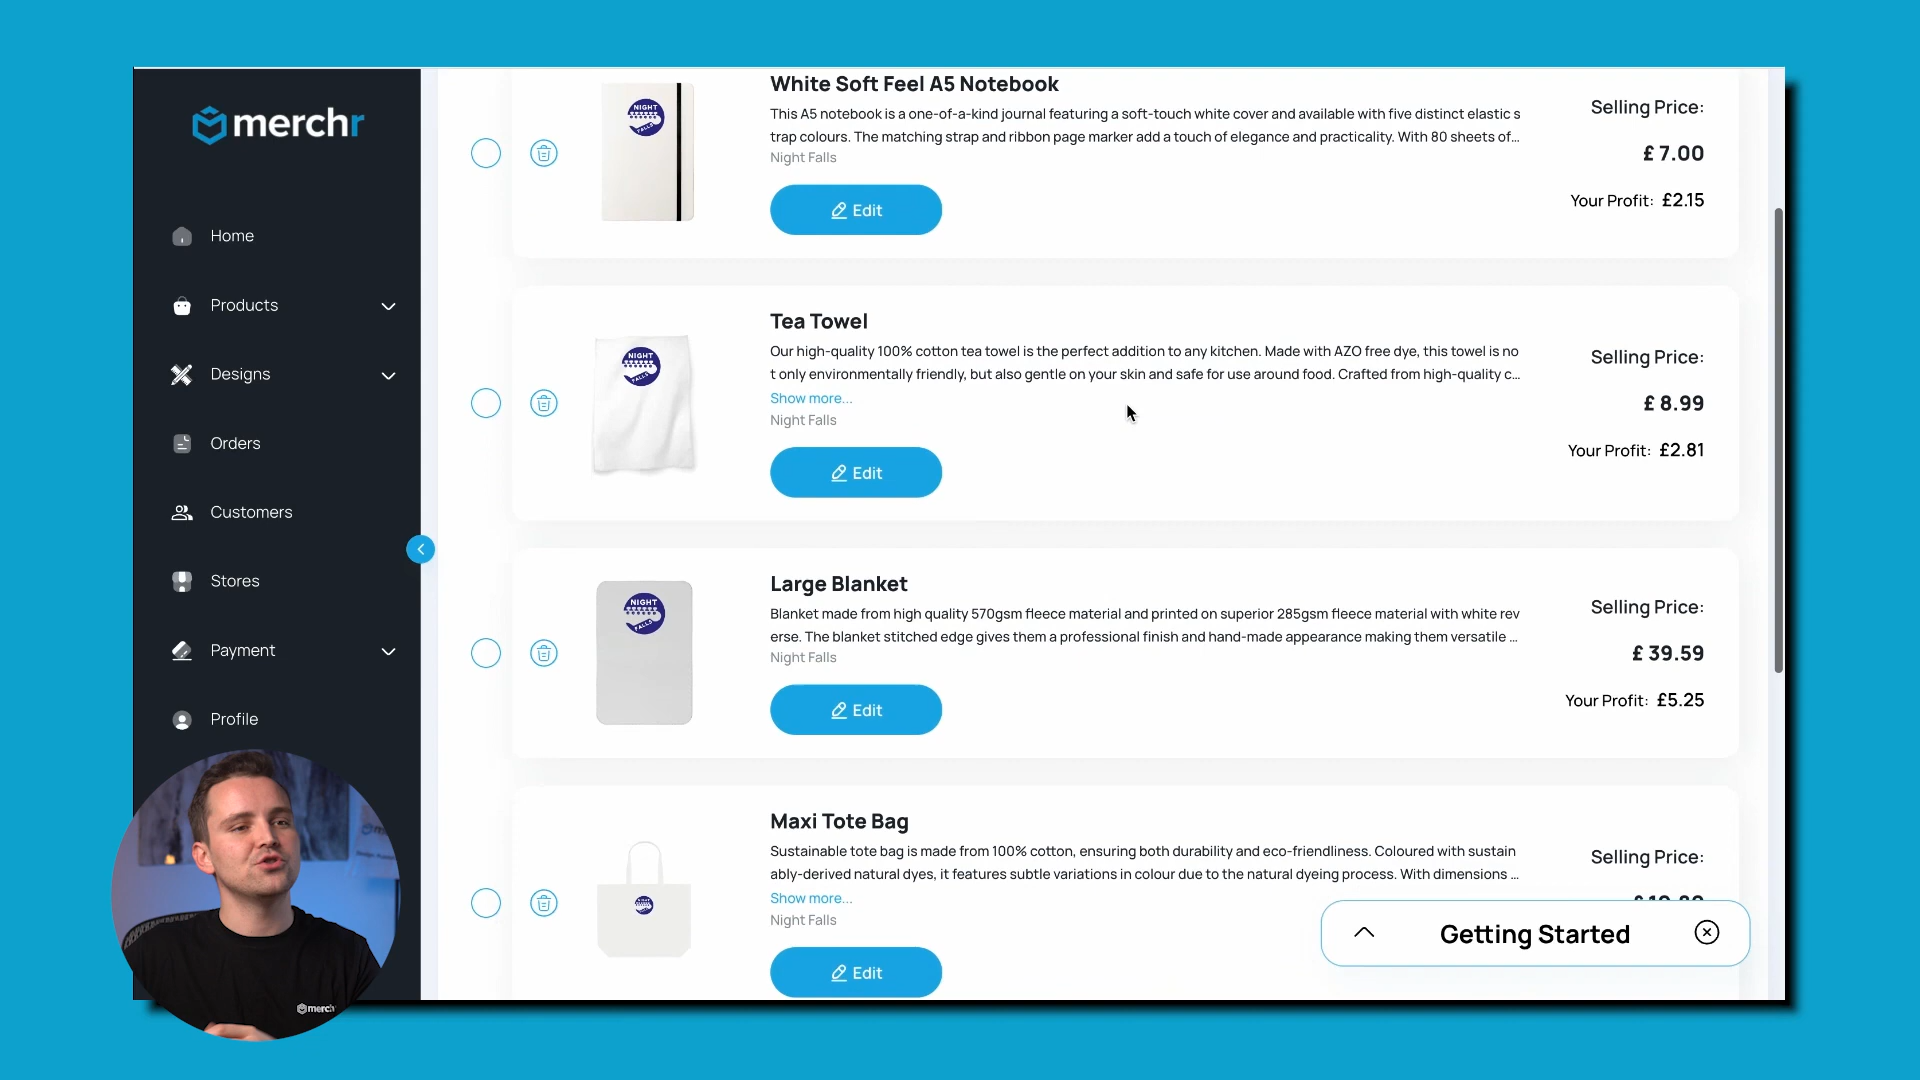 merchr
Home
Products
Designs
Orders
Customers
Stores
Payment
Profile
White Soft Feel A5 Notebook
This A5 notebook is a one-of-a-kind journal featuring a soft-touch white cover and available with five distinct elastic s
trap colours. The matching strap and ribbon page marker add a touch of elegance and practicality. With 80 sheets of...
Night Falls
Edit
Selling Price:
£ 7.00
Your Profit: £2.15
NIGHT
FALLS
Tea Towel
Our high-quality 100% cotton tea towel is the perfect addition to any kitchen. Made with AZO free dye, this towel is no
t only environmentally friendly, but also gentle on your skin and safe for use around food. Crafted from high-quality c...
Show more...
Night Falls
Edit
Selling Price:
£ 8.99
Your Profit: £2.81
NIGHT
FALLS
Large Blanket
Blanket made from high quality 570gsm fleece material and printed on superior 285gsm fleece material with white rev
erse. The blanket stitched edge gives them a professional finish and hand-made appearance making them versatile ...
Night Falls
Edit
Selling Price:
£ 39.59
Your Profit: £5.25
NIGHT
FALLS
Maxi Tote Bag
Sustainable tote bag is made from 100% cotton, ensuring both durability and eco-friendliness. Coloured with sustain
ably-derived natural dyes, it features subtle variations in colour due to the natural dyeing process. With dimensions ...
Show more...
Night Falls
Edit
Selling Price:
Getting Started
merchr